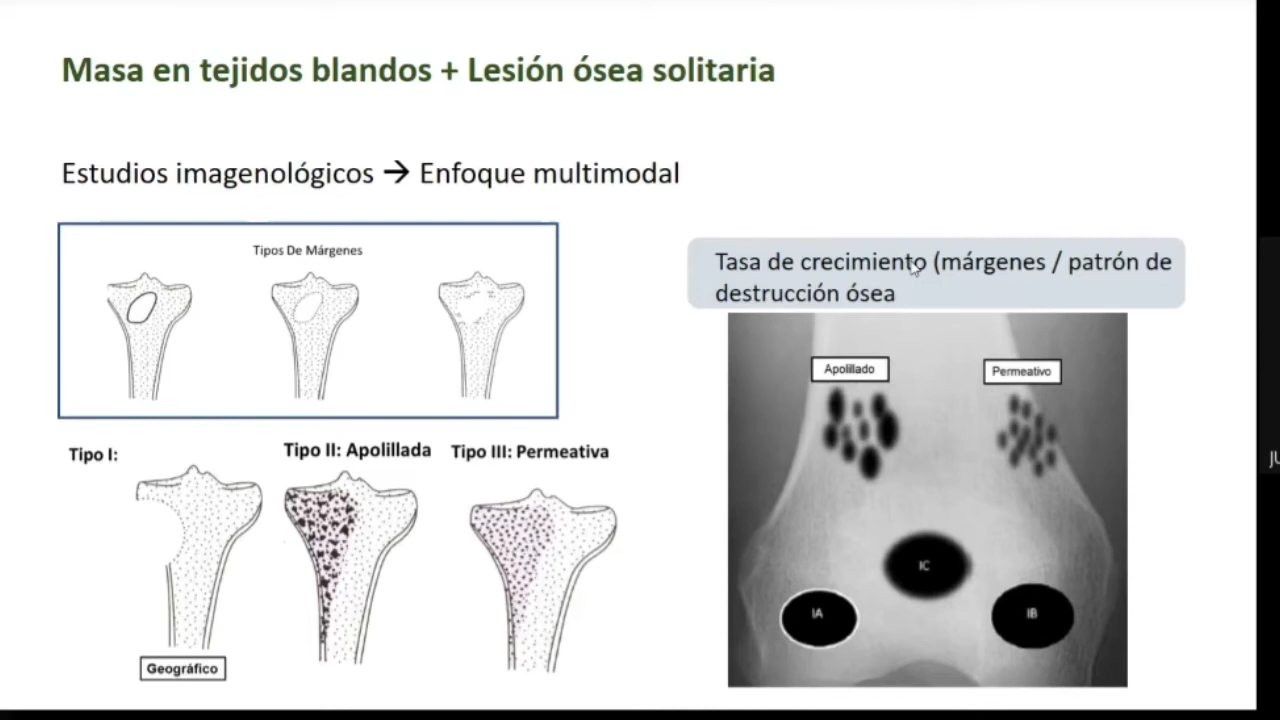 Masa en tejidos blandos + Lesión ósea solitaria
Estudios imagenológicos → Enfoque multimodal
Tipos De Márgenes
Tasa de crecimiento (márgenes / patrón de
destrucción ósea
Apolillado
Permeativo
Tipo I:
Tipo II: Apolillada
Tipo III: Permeativa
IC
IA
IB
Geográfico
JU